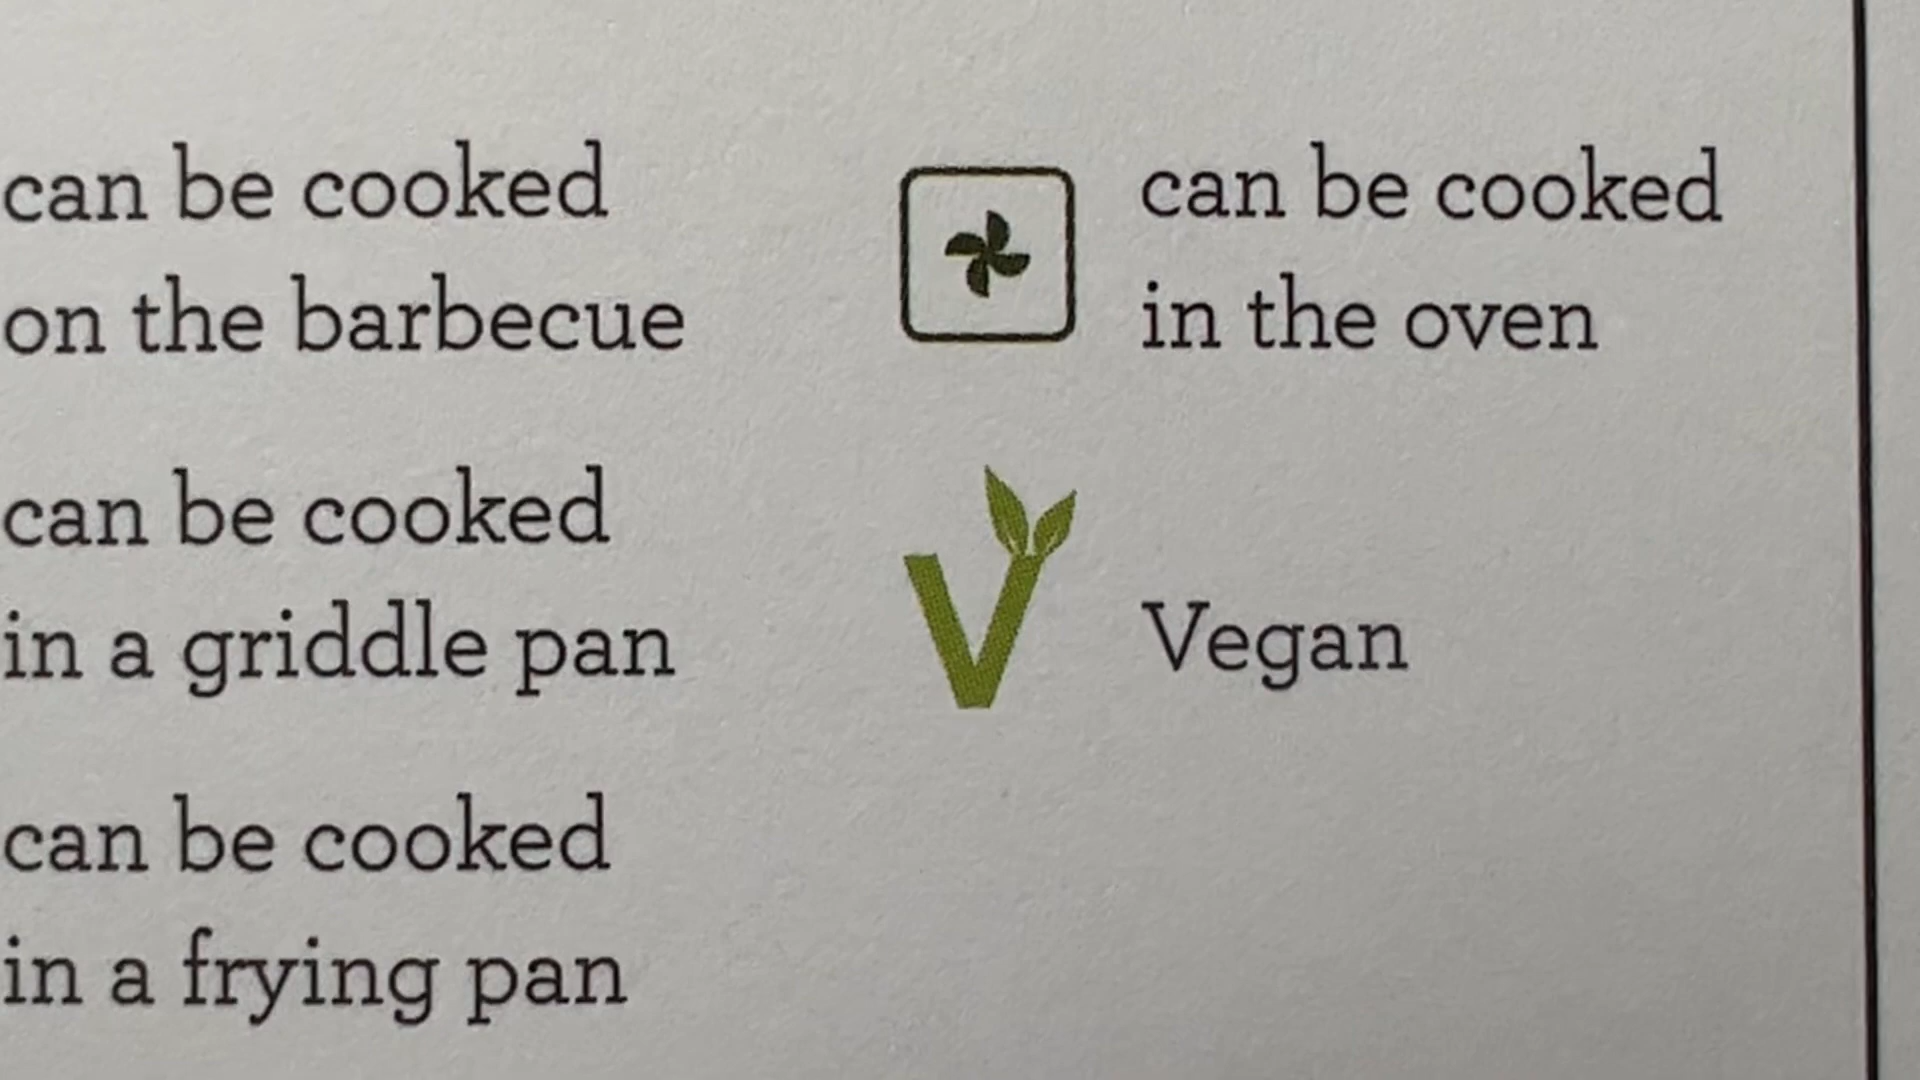 can be cooked
on the barbecue
can be cooked
in a griddle pan
can be cooked
in a frying pan
can be cooked
in the oven
V
Vegan